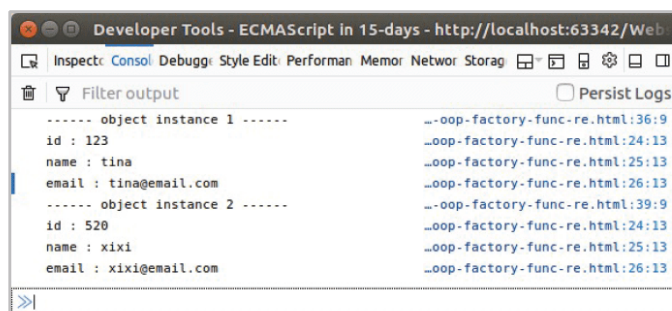 Developer Tools - ECMAScript in 15-days - http://localhost:63342/Webs
Inspect Consol Debugg Style Edit Performan Memor Networ Storag
Filter output Persist Logs
------ object instance 1 ------ …-oop-factory-func-re.html:36:9
id : 123 …oop-factory-func-re.html:24:13
name : tina …oop-factory-func-re.html:25:13
email : tina@email.com …oop-factory-func-re.html:26:13
------ object instance 2 ------ …-oop-factory-func-re.html:39:9
id : 520 …oop-factory-func-re.html:24:13
name : xixi …oop-factory-func-re.html:25:13
email : xixi@email.com …oop-factory-func-re.html:26:13